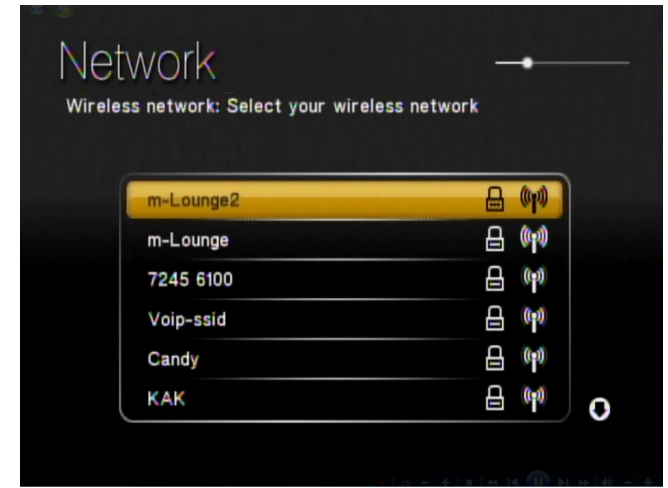 Network
Wireless network: Select your wireless network
m-Lounge2
m-Lounge
7245 6100
Voip-ssid
Candy
KAK